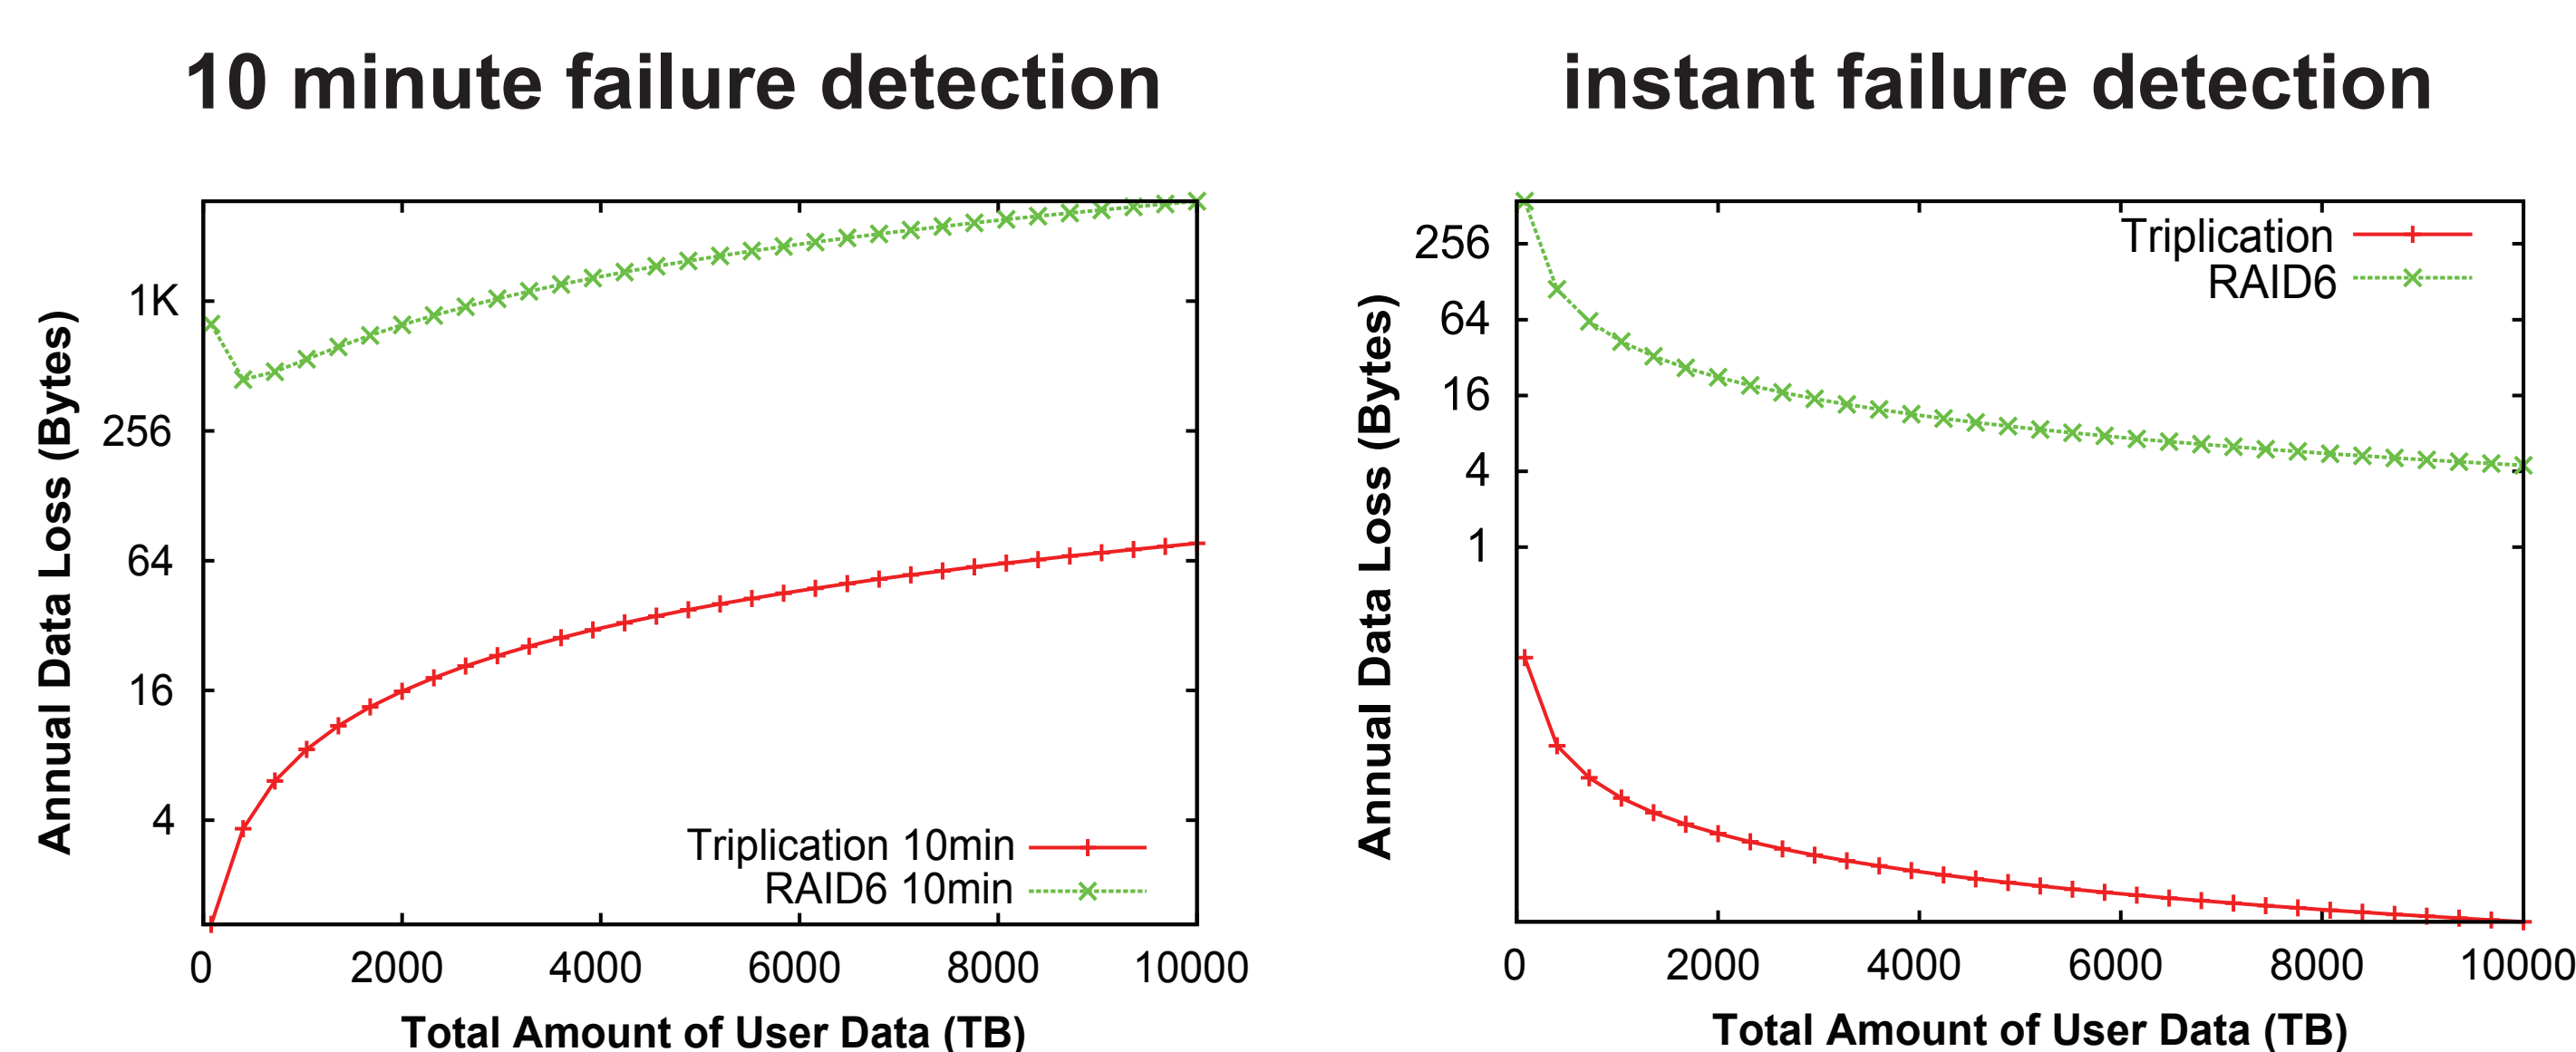 10 minute failure detection
Annual Data Loss (Bytes)
1K
256
64
16
4
Triplication 10min
RAID6 10min
0 2000 4000 6000 8000 10000
Total Amount of User Data (TB)
instant failure detection
Annual Data Loss (Bytes)
256
64
16
4
1
Triplication
RAID6
0 2000 4000 6000 8000 10000
Total Amount of User Data (TB)